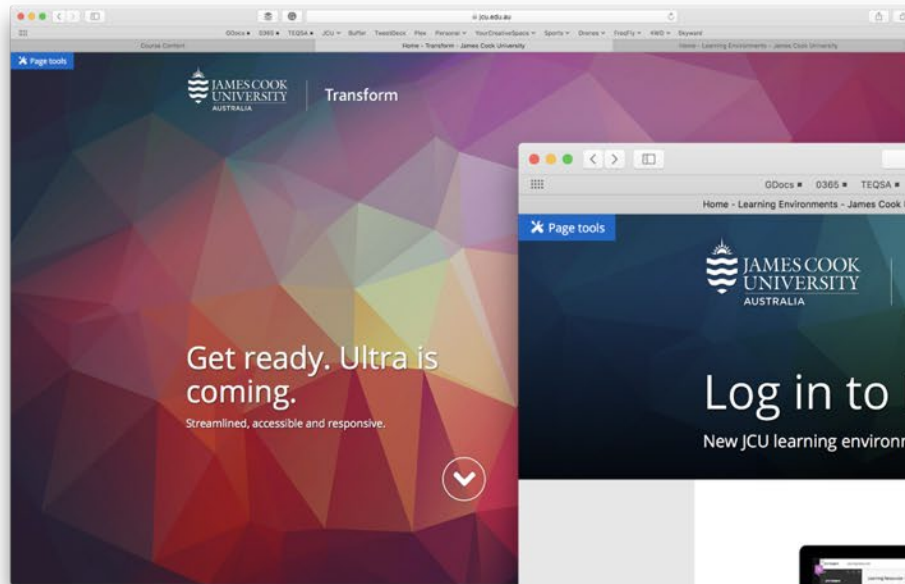 jcu.edu.au
GDocs 0365 TEQSA JCU Buffer TweetDeck Plex Personal YourCreativeSpace Sports Drones FreeFly 4WD Skyward
Course Content
Home - Transform - James Cook University
Home - Learning Environments - James Cook University
Page tools
JAMES COOK
UNIVERSITY
AUSTRALIA
Transform
Get ready. Ultra is
coming.
Streamlined, accessible and responsive.
GDocs 0365 TEQSA
Home - Learning Environments - James Cook
Page tools
JAMES COOK
UNIVERSITY
AUSTRALIA
Log in to
New JCU learning environ